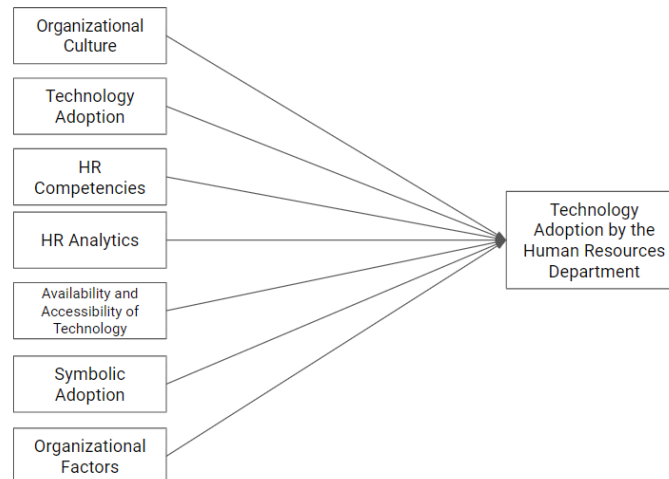 Organizational
Culture
Technology
Adoption
HR
Competencies
HR Analytics
Availability and
Accessibility of
Technology
Symbolic
Adoption
Organizational
Factors
Technology
Adoption by the
Human Resources
Department